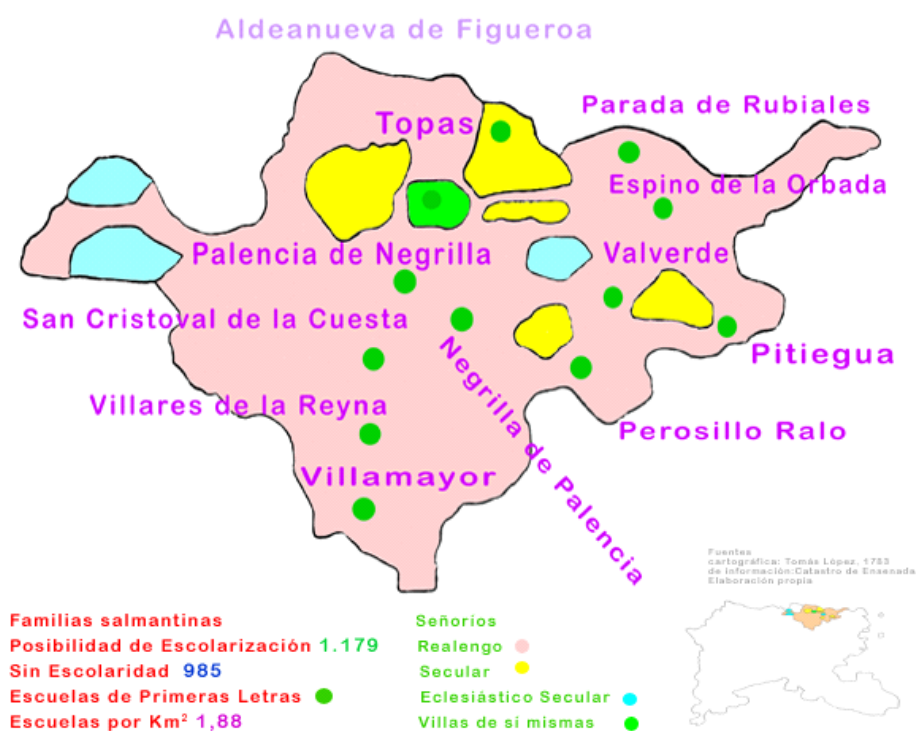 Aldeanueva de Figueroa
Parada de Rubiales
Topas
Espino de la Orbada
Palencia de Negrilla
Valverde
San Cristoval de la Cuesta
Pitiegua
Negrilla de Palencia
Villares de la Reyna
Perosillo Ralo
Villamayor
Fuentes
cartográfica: Tomás López, 1783
de información:Catastro de Ensenada
Elaboración propia
Familias salmantinas
Posibilidad de Escolarización 1.179
Sin Escolaridad 985
Escuelas de Primeras Letras
Escuelas por Km² 1,88
Señoríos
Realengo
Secular
Eclesiástico Secular
Villas de sí mismas